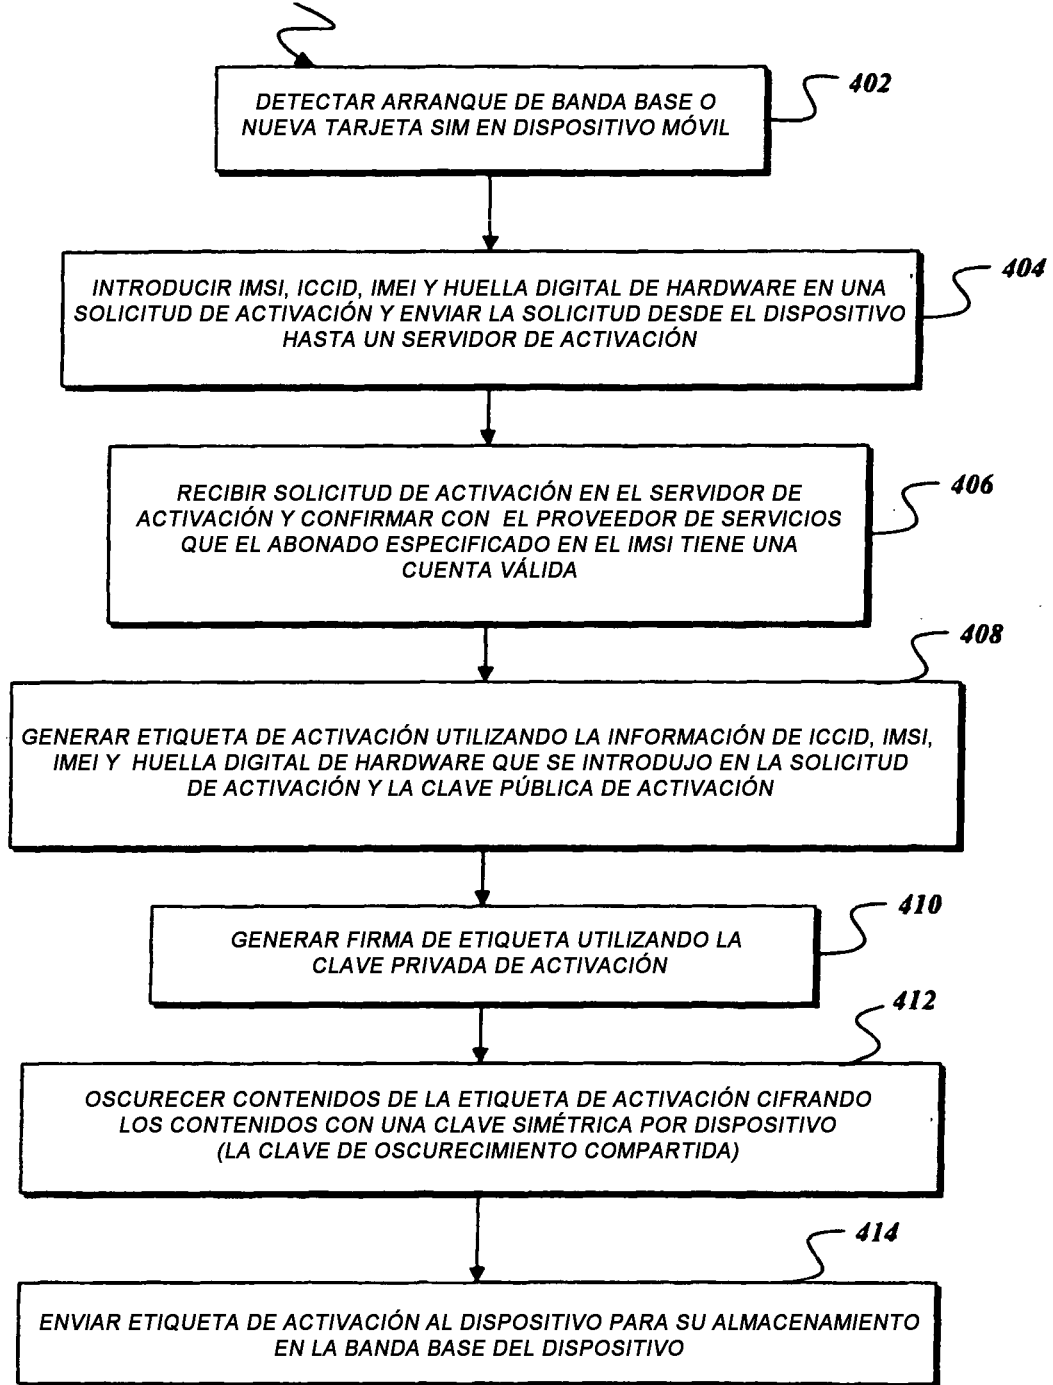 402
DETECTAR ARRANQUE DE BANDA BASE O
NUEVA TARJETA SIM EN DISPOSITIVO MÓVIL
404
INTRODUCIR IMSI, ICCID, IMEI Y HUELLA DIGITAL DE HARDWARE EN UNA
SOLICITUD DE ACTIVACIÓN Y ENVIAR LA SOLICITUD DESDE EL DISPOSITIVO
HASTA UN SERVIDOR DE ACTIVACIÓN
406
RECIBIR SOLICITUD DE ACTIVACIÓN EN EL SERVIDOR DE
ACTIVACIÓN Y CONFIRMAR CON EL PROVEEDOR DE SERVICIOS
QUE EL ABONADO ESPECIFICADO EN EL IMSI TIENE UNA
CUENTA VÁLIDA
408
GENERAR ETIQUETA DE ACTIVACIÓN UTILIZANDO LA INFORMACIÓN DE ICCID, IMSI,
IMEI Y HUELLA DIGITAL DE HARDWARE QUE SE INTRODUJO EN LA SOLICITUD
DE ACTIVACIÓN Y LA CLAVE PÚBLICA DE ACTIVACIÓN
410
GENERAR FIRMA DE ETIQUETA UTILIZANDO LA
CLAVE PRIVADA DE ACTIVACIÓN
412
OSCURECER CONTENIDOS DE LA ETIQUETA DE ACTIVACIÓN CIFRANDO
LOS CONTENIDOS CON UNA CLAVE SIMÉTRICA POR DISPOSITIVO
(LA CLAVE DE OSCURECIMIENTO COMPARTIDA)
414
ENVIAR ETIQUETA DE ACTIVACIÓN AL DISPOSITIVO PARA SU ALMACENAMIENTO
EN LA BANDA BASE DEL DISPOSITIVO